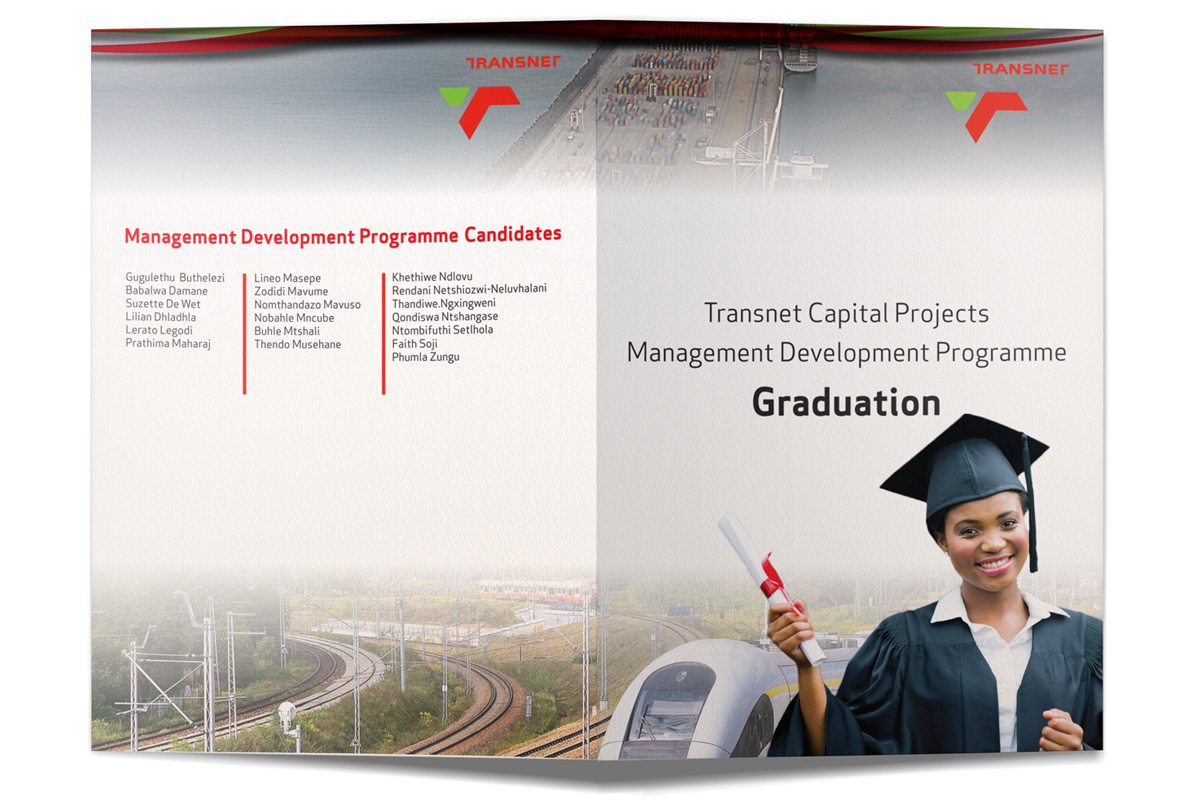 TRANSNET
Management Development Programme Candidates
Gugulethu Buthelezi
Babalwa Damane
Suzette De Wet
Lilian Dhladhla
Lerato Legodi
Prathima Maharaj
Lineo Masepe
Zodidi Mavume
Nomthandazo Mavuso
Nobahle Mncube
Buhle Mtshali
Thendo Musehane
Khethiwe Ndlovu
Rendani Netshiozwi-Neluvhalani
Thandiwe.Ngxingweni
Qondiswa Ntshangase
Ntombifuthi Setlhola
Faith Soji
Phumla Zungu
TRANSNET
Transnet Capital Projects
Management Development Programme
Graduation